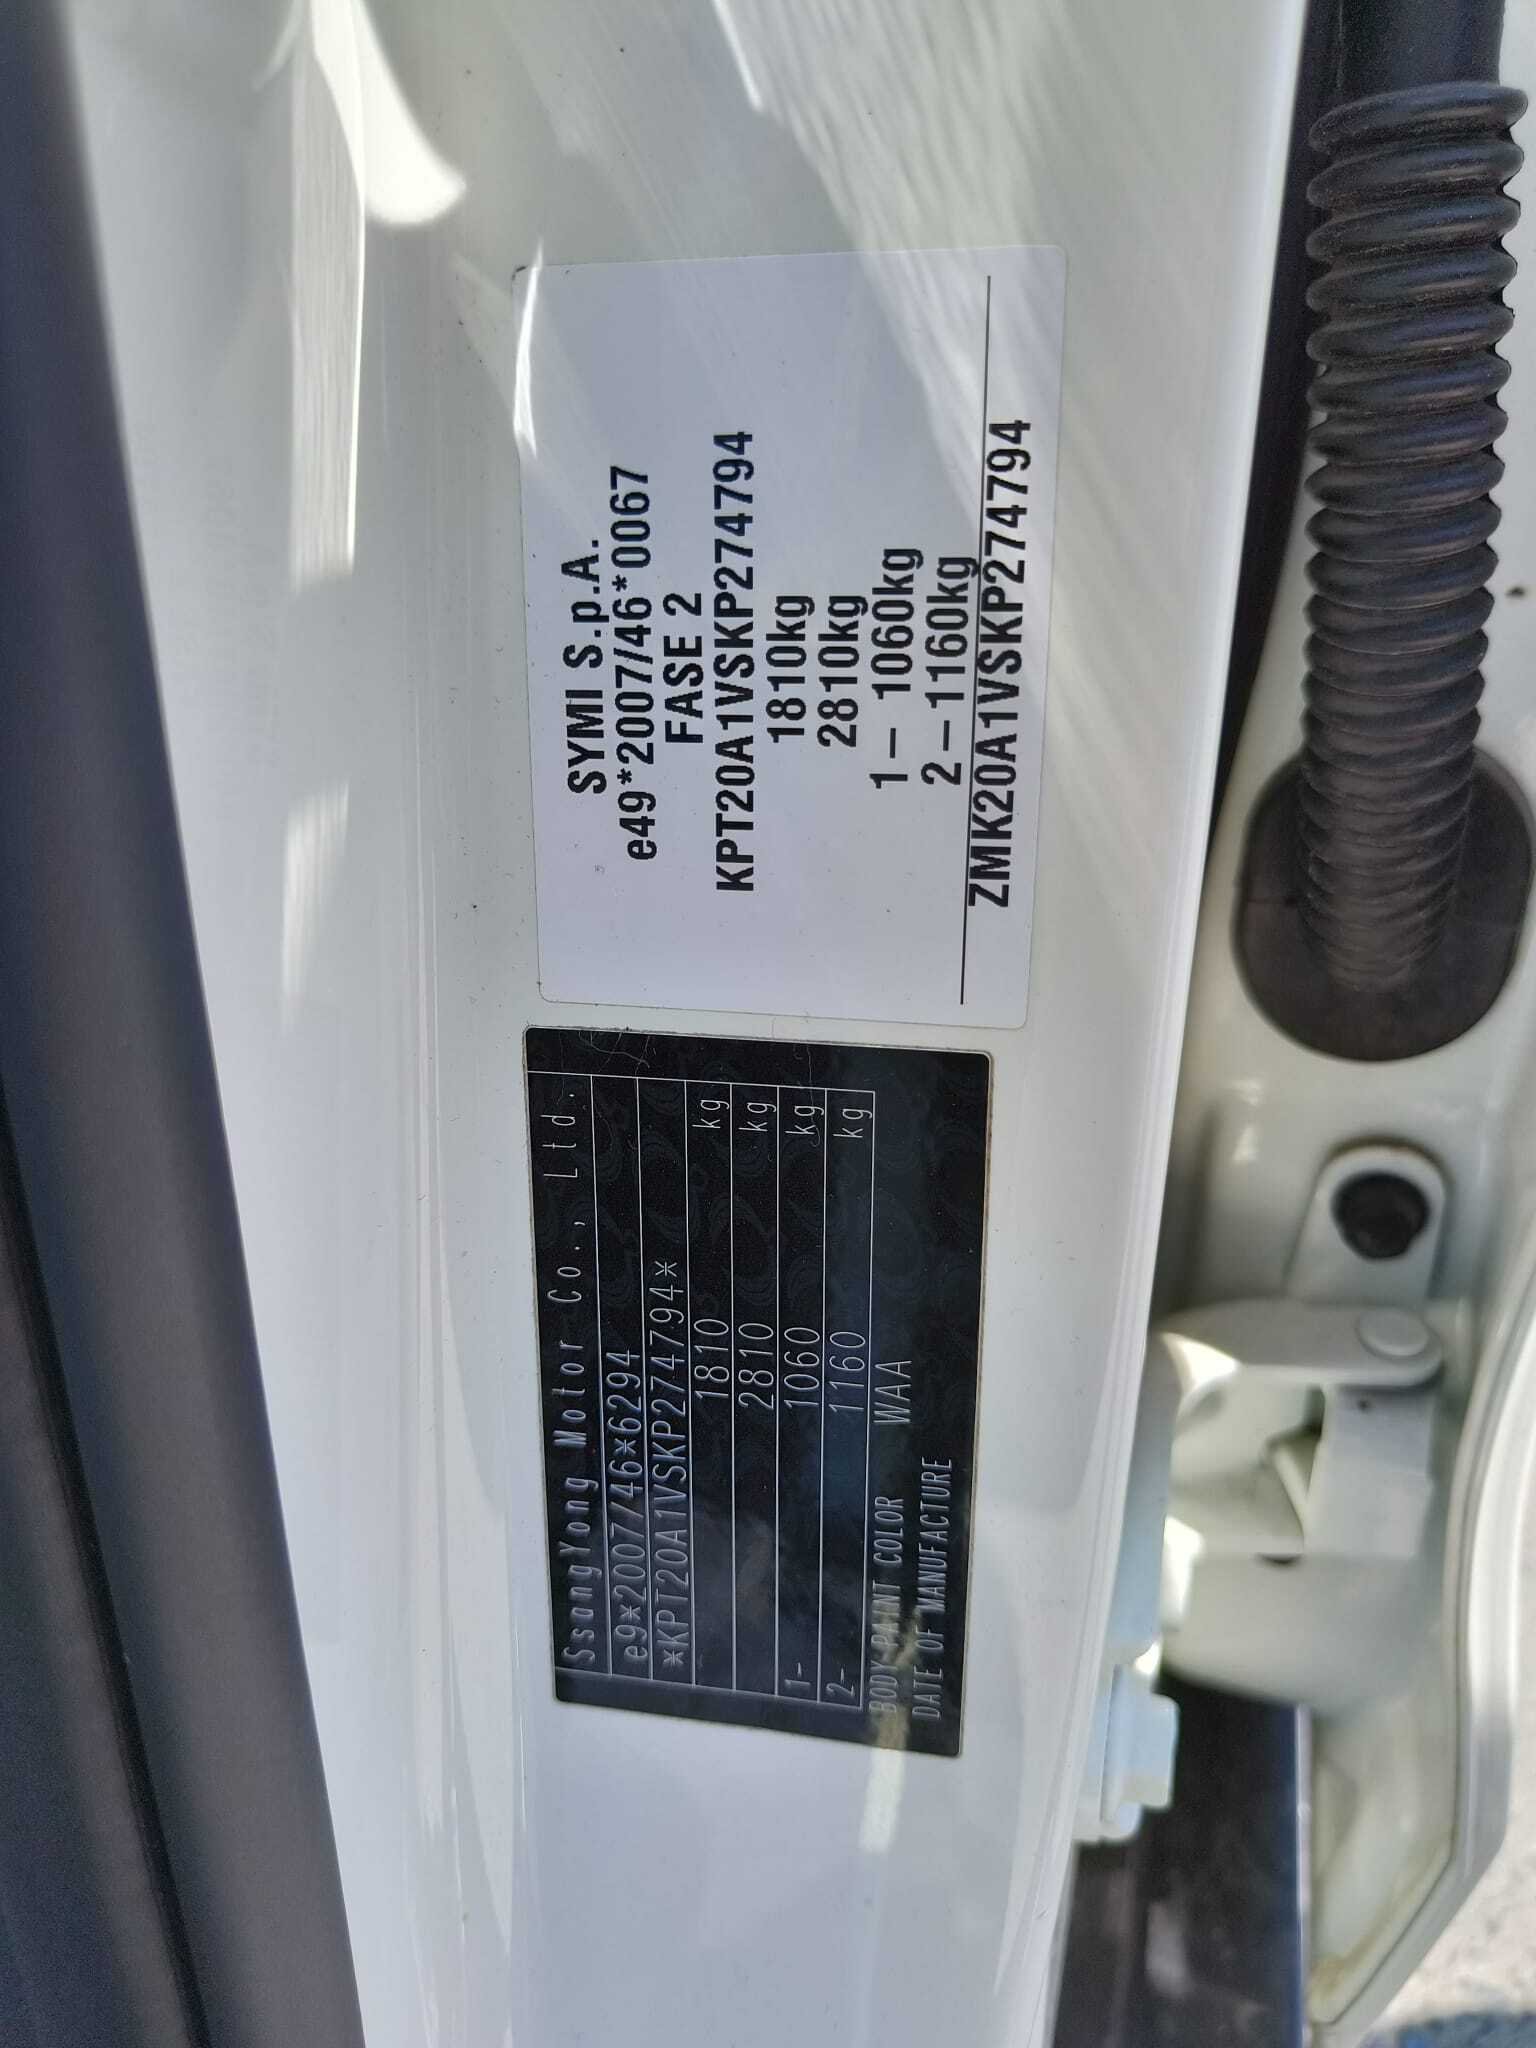 SsangYong Motor Co., Ltd.
e9*2007/46*6294
*KPT20A1VSKP274794*
1810 kg
2810 kg
1- 1060 kg
2- 1160 kg
BODY PAINT COLOR WAA
DATE OF MANUFACTURE
SYMI S.p.A.
e49*2007/46*0067
FASE 2
KPT20A1VSKP274794
1810kg
2810kg
1– 1060kg
2–1160kg
ZMK20A1VSKP274794